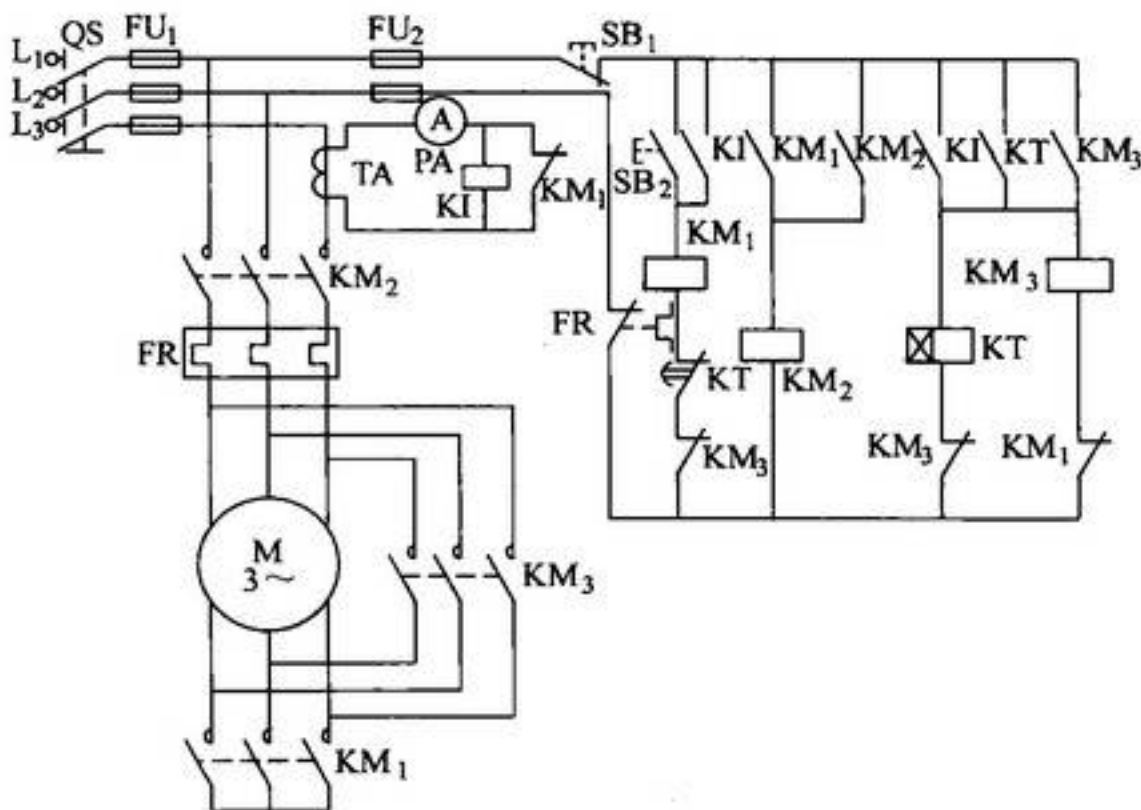 L₁ QS FU₁ FU₂ SB₁
L₂
L₃
A
TA PA KI KM₁
SB₂ KI KM₁ KM₂ KI KT KM₃
KM₁
KM₂ KM₃
FR FR KT KM₂ KT
KM₃ KM₃ KM₁
M
3~
KM₃
KM₁